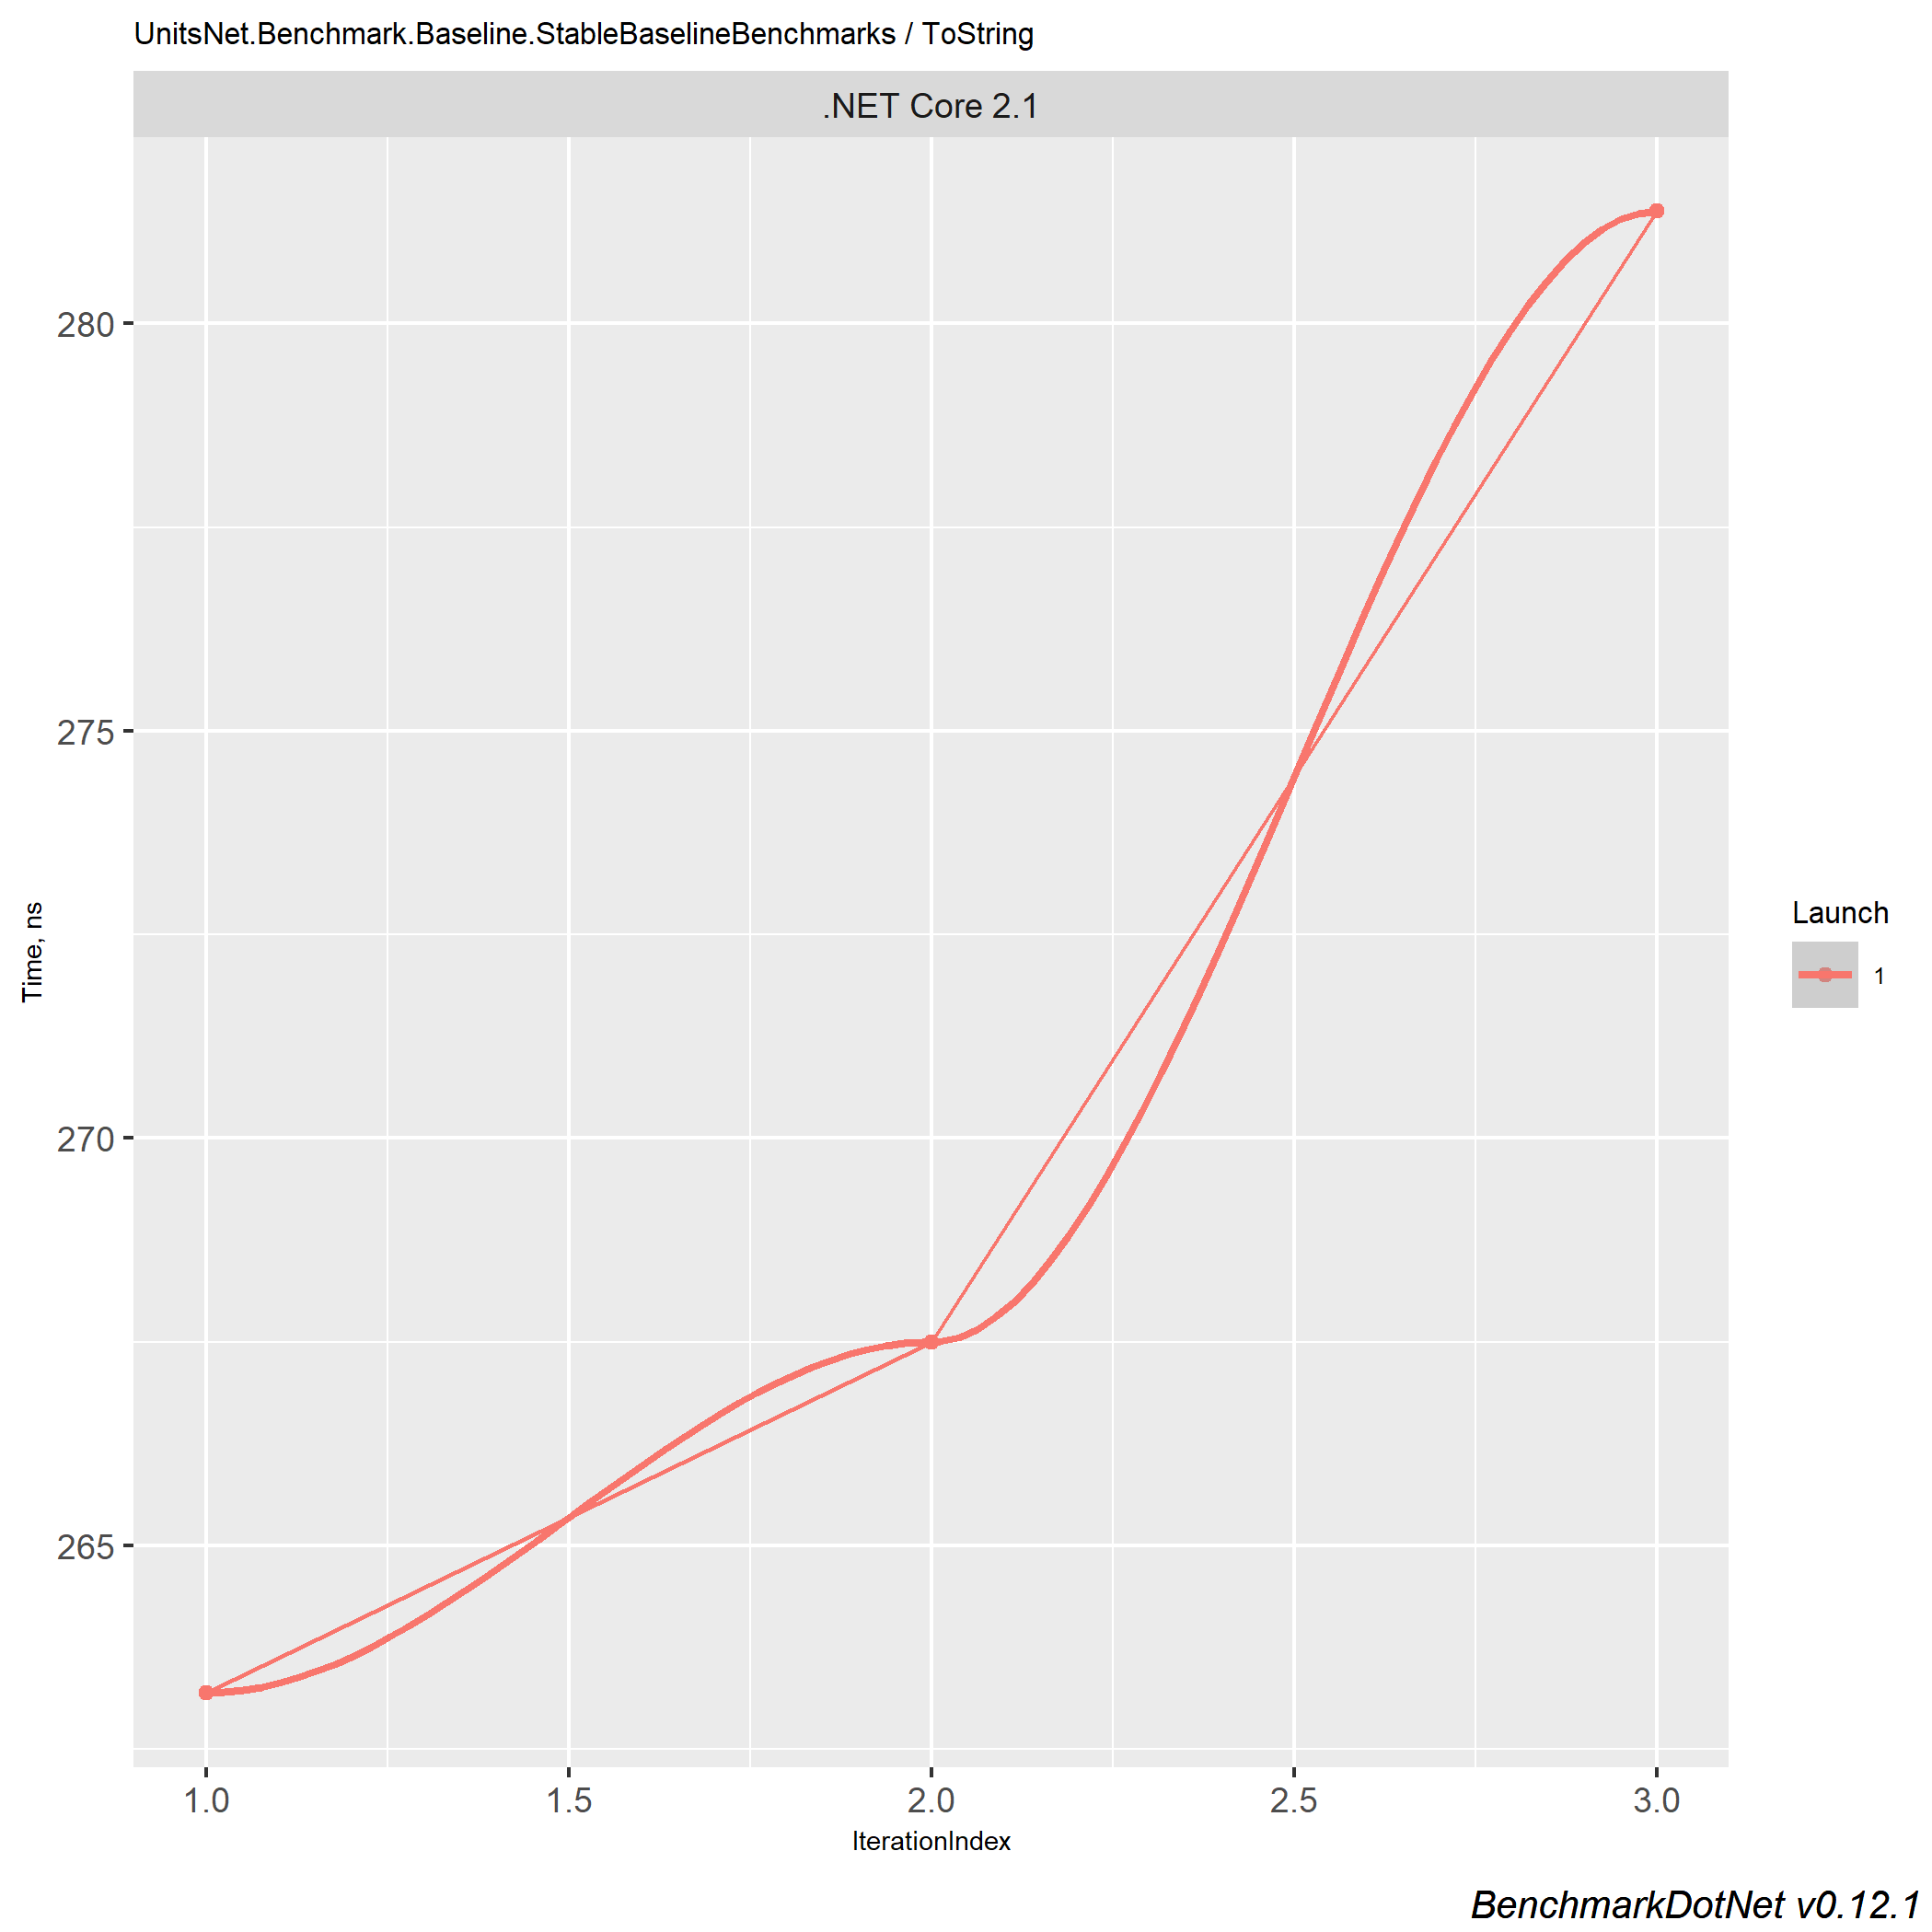 UnitsNet.Benchmark.Baseline.StableBaselineBenchmarks / ToString
.NET Core 2.1
280
275
270
265
Time, ns
1.0 1.5 2.0 2.5 3.0
IterationIndex
Launch
1
BenchmarkDotNet v0.12.1